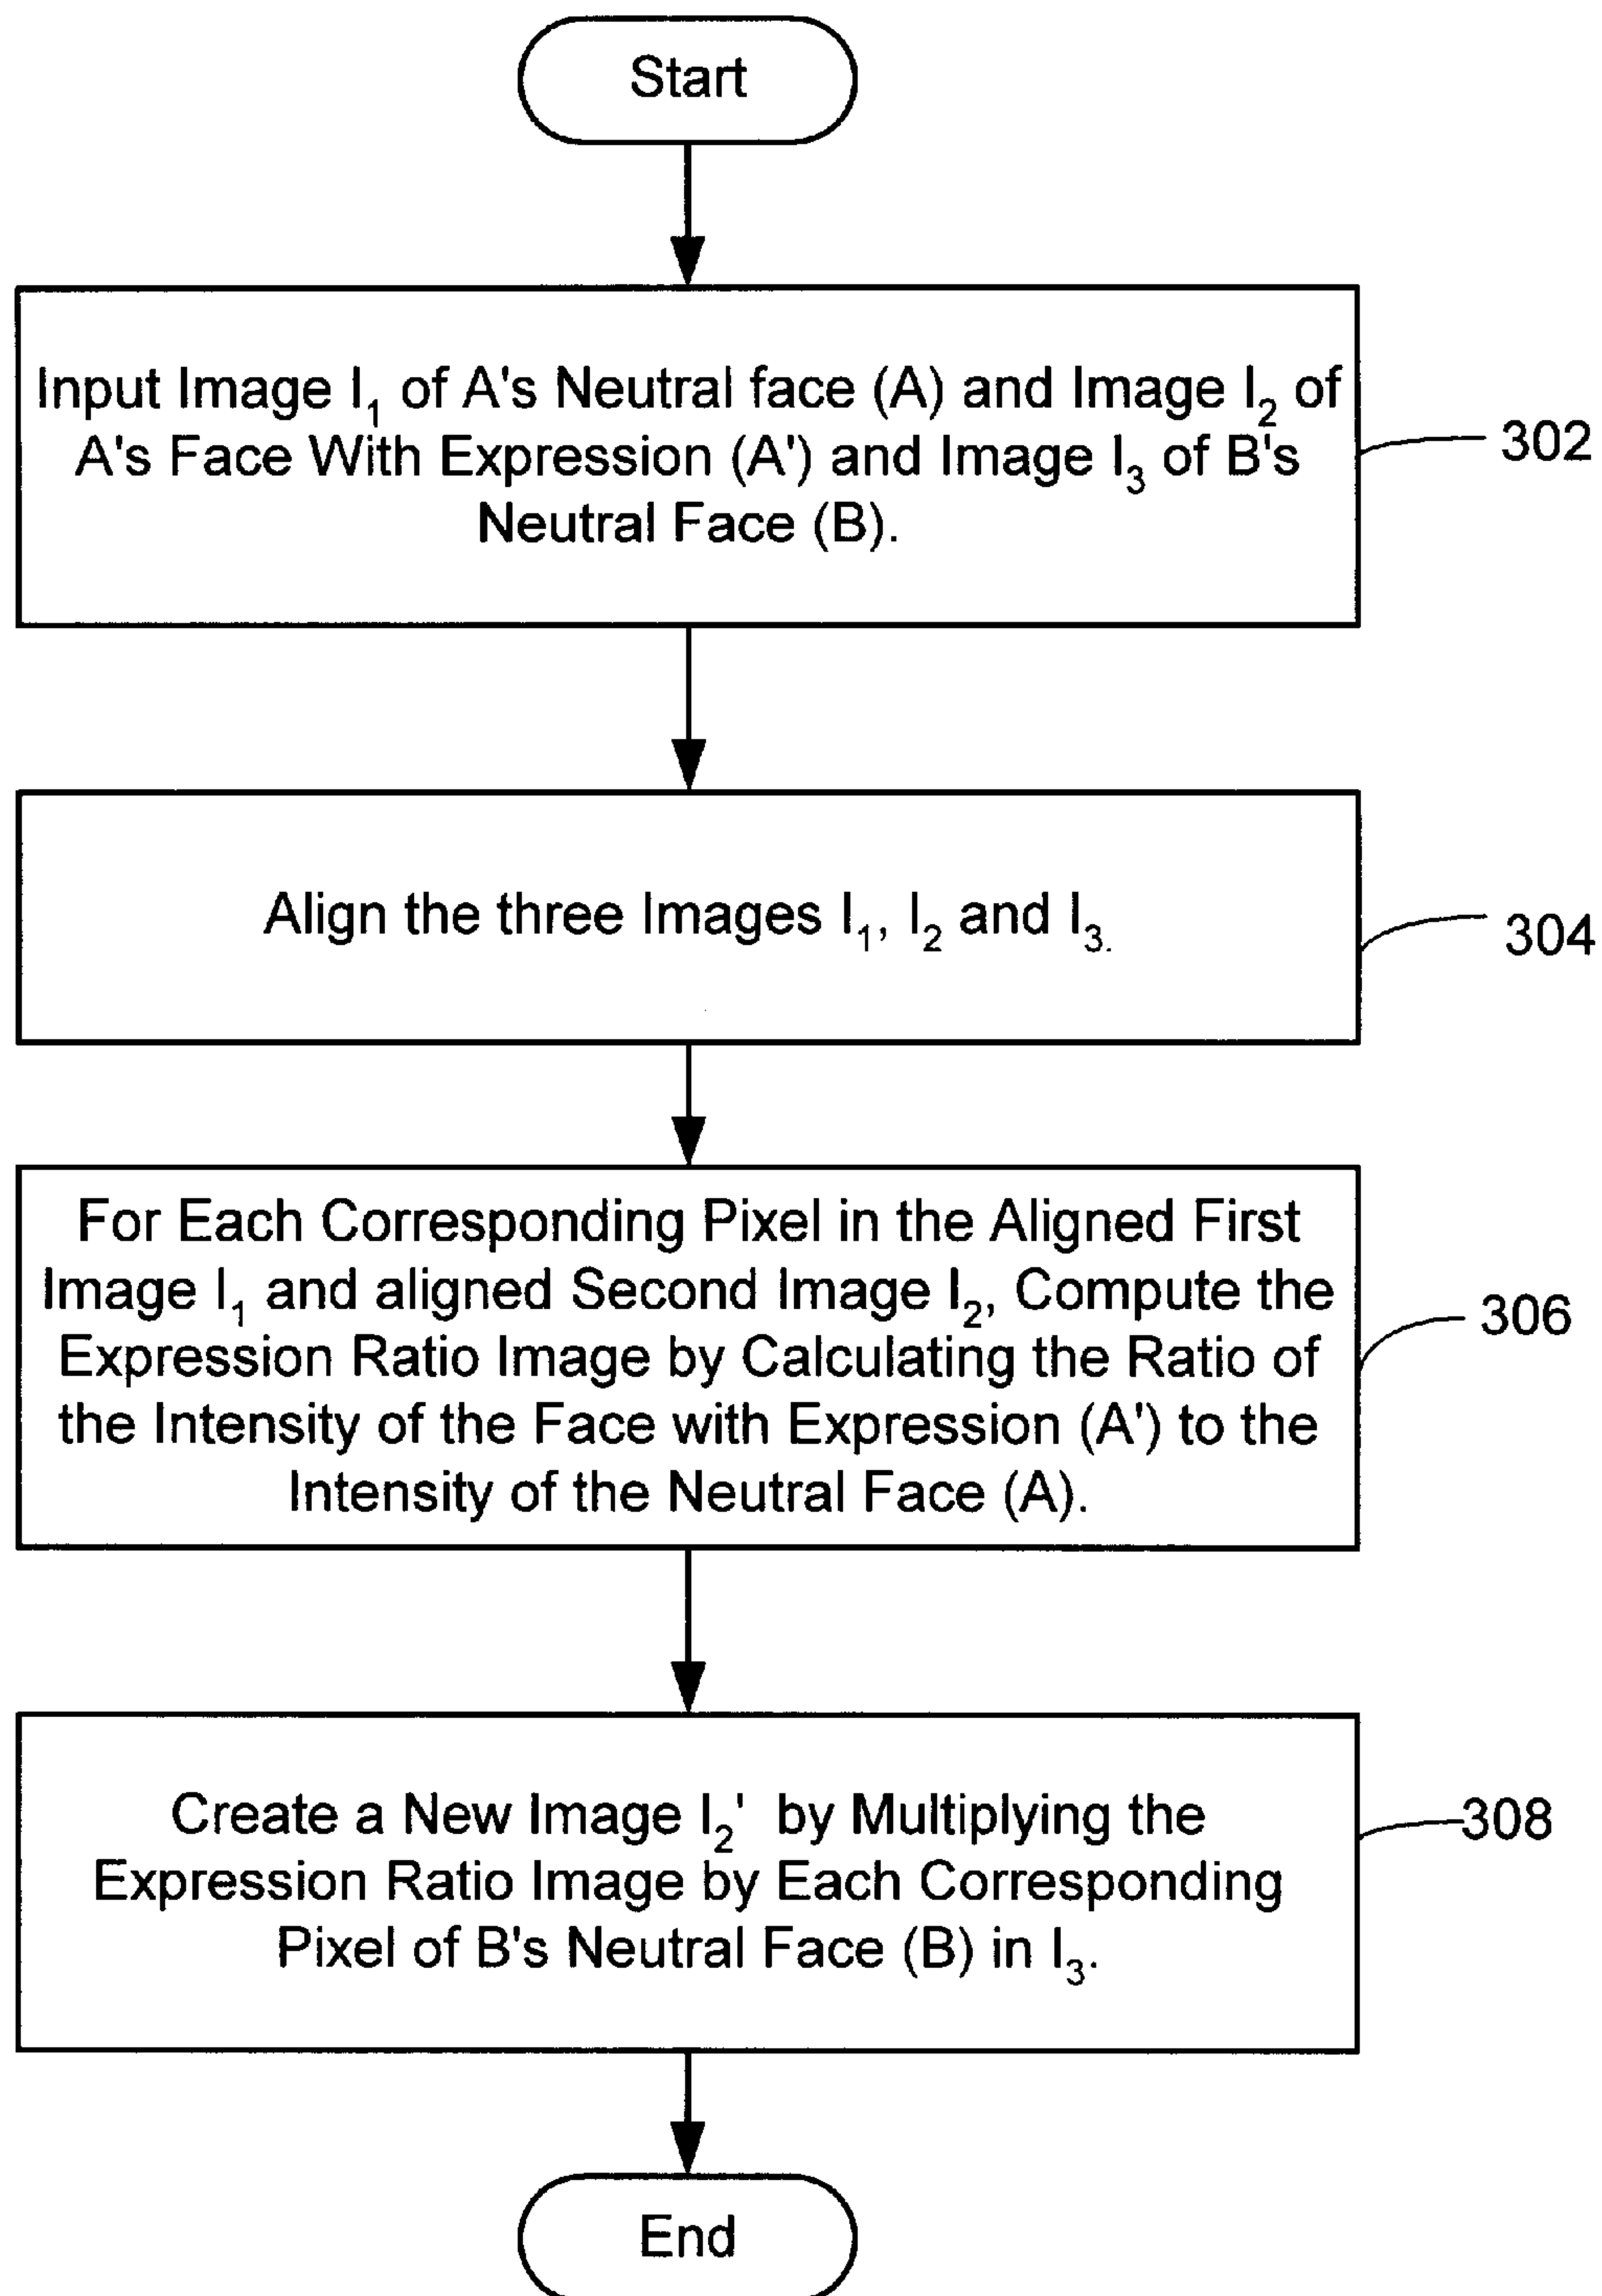 Start
Input Image I₁ of A's Neutral face (A) and Image I₂ of
A's Face With Expression (A') and Image I₃ of B's
Neutral Face (B).
302
Align the three Images I₁, I₂ and I₃.
304
For Each Corresponding Pixel in the Aligned First
Image I₁ and aligned Second Image I₂, Compute the
Expression Ratio Image by Calculating the Ratio of
the Intensity of the Face with Expression (A') to the
Intensity of the Neutral Face (A).
306
Create a New Image I₂' by Multiplying the
Expression Ratio Image by Each Corresponding
Pixel of B's Neutral Face (B) in I₃.
308
End